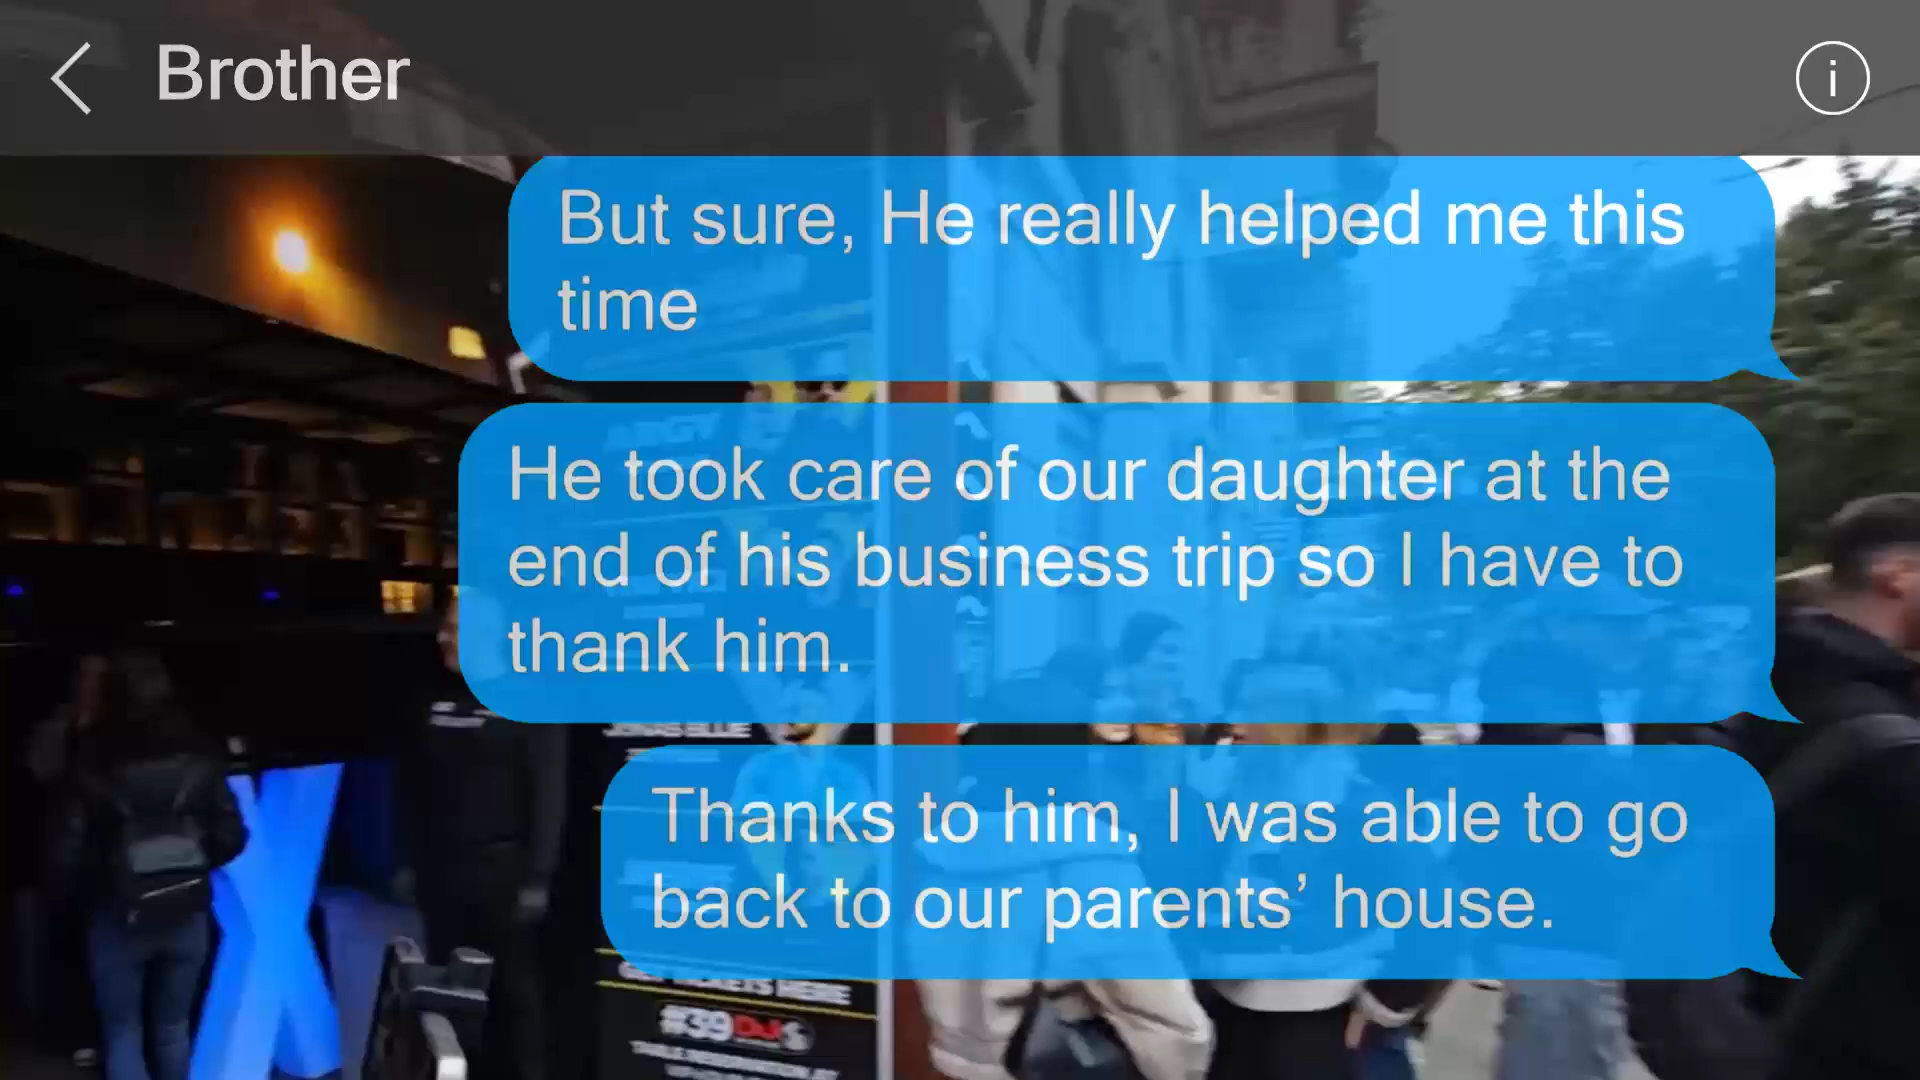 Brother
But sure, He really helped me this
time
He took care of our daughter at the
end of his business trip so I have to
thank him.
Thanks to him, I was able to go
back to our parents’ house.
#39DJS